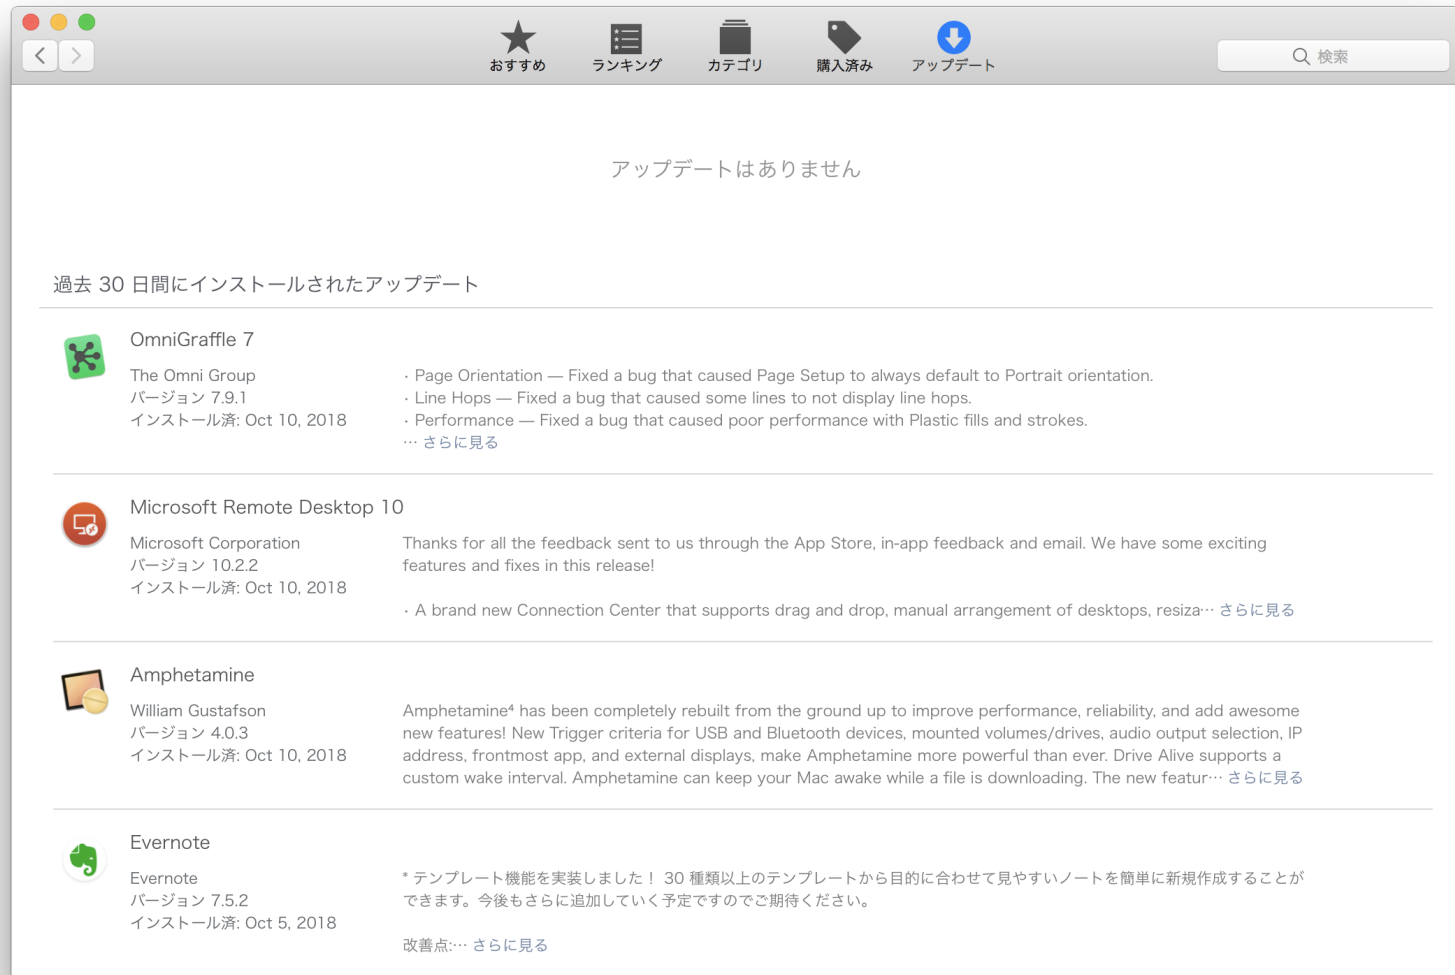 おすすめ
ランキング
カテゴリ
購入済み
アップデート
検索
アップデートはありません
過去 30 日間にインストールされたアップデート
OmniGraffle 7
The Omni Group
バージョン 7.9.1
インストール済: Oct 10, 2018
· Page Orientation — Fixed a bug that caused Page Setup to always default to Portrait orientation.
· Line Hops — Fixed a bug that caused some lines to not display line hops.
· Performance — Fixed a bug that caused poor performance with Plastic fills and strokes.
… さらに見る
Microsoft Remote Desktop 10
Microsoft Corporation
バージョン 10.2.2
インストール済: Oct 10, 2018
Thanks for all the feedback sent to us through the App Store, in-app feedback and email. We have some exciting
features and fixes in this release!
· A brand new Connection Center that supports drag and drop, manual arrangement of desktops, resiza… さらに見る
Amphetamine
William Gustafson
バージョン 4.0.3
インストール済: Oct 10, 2018
Amphetamine⁴ has been completely rebuilt from the ground up to improve performance, reliability, and add awesome
new features! New Trigger criteria for USB and Bluetooth devices, mounted volumes/drives, audio output selection, IP
address, frontmost app, and external displays, make Amphetamine more powerful than ever. Drive Alive supports a
custom wake interval. Amphetamine can keep your Mac awake while a file is downloading. The new featur… さらに見る
Evernote
Evernote
バージョン 7.5.2
インストール済: Oct 5, 2018
* テンプレート機能を実装しました！ 30 種類以上のテンプレートから目的に合わせて見やすいノートを簡単に新規作成することが
できます。今後もさらに追加していく予定ですのでご期待ください。
改善点:… さらに見る